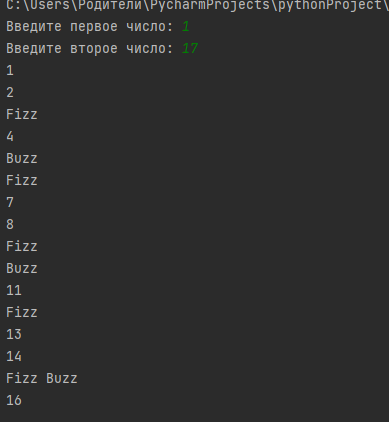 C:\Users\Родители\PycharmProjects\pythonProject\
Введите первое число: 1
Введите второе число: 17
1
2
Fizz
4
Buzz
Fizz
7
8
Fizz
Buzz
11
Fizz
13
14
Fizz Buzz
16